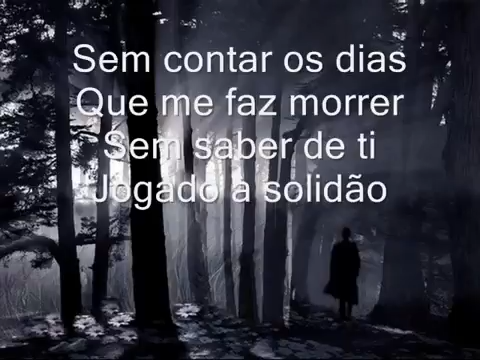 Sem contar os dias
Que me faz morrer
Sem saber de ti
Jogado a solidão